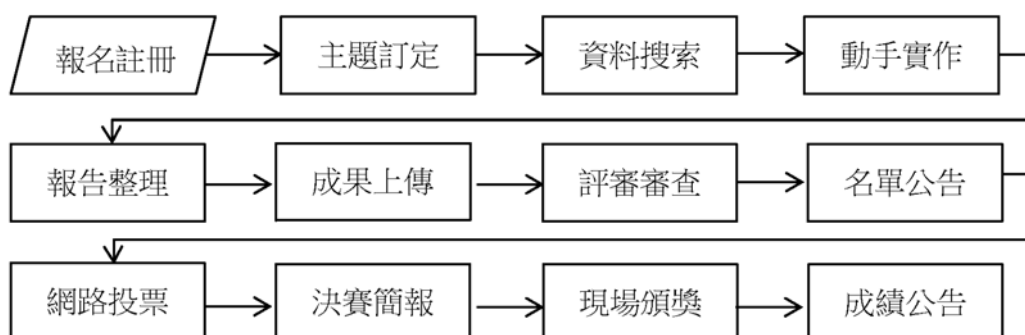 報名註冊
主題訂定
資料搜索
動手實作
報告整理
成果上傳
評審審查
名單公告
網路投票
決賽簡報
現場頒獎
成績公告